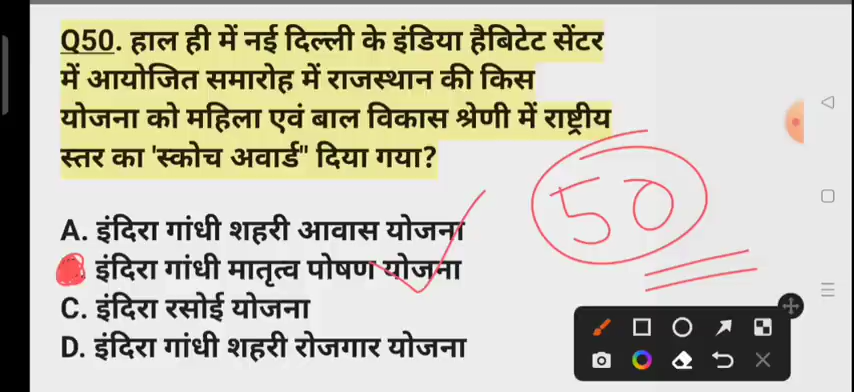 Q50. हाल ही में नई दिल्ली के इंडिया हैबिटेट सेंटर
में आयोजित समारोह में राजस्थान की किस
योजना को महिला एवं बाल विकास श्रेणी में राष्ट्रीय
स्तर का 'स्कोच अवार्ड" दिया गया?
50
A. इंदिरा गांधी शहरी आवास योजना
इंदिरा गांधी मातृत्व पोषण योजना
C. इंदिरा रसोई योजना
D. इंदिरा गांधी शहरी रोजगार योजना